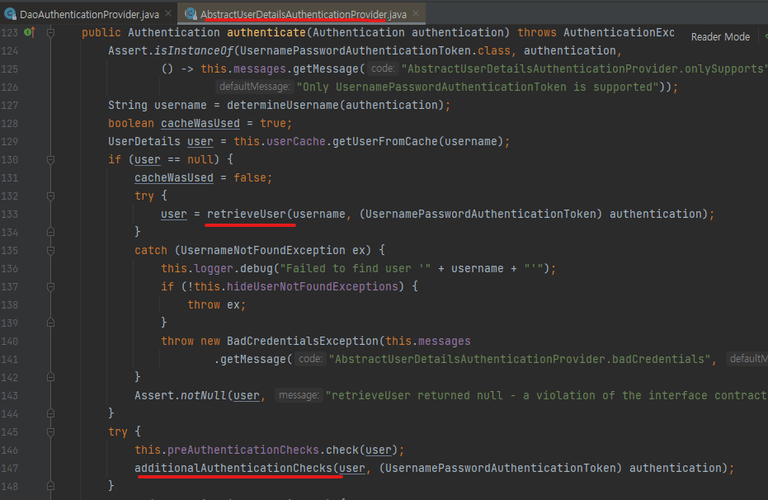 DaoAuthenticationProvider.java × AbstractUserDetailsAuthenticationProvider.java ×
Reader Mode
123 public Authentication authenticate(Authentication authentication) throws AuthenticationExc
124 Assert.isInstanceOf(UsernamePasswordAuthenticationToken.class, authentication,
125 () -> this.messages.getMessage( code: "AbstractUserDetailsAuthenticationProvider.onlySupports"
126 defaultMessage: "Only UsernamePasswordAuthenticationToken is supported"));
127 String username = determineUsername(authentication);
128 boolean cacheWasUsed = true;
129 UserDetails user = this.userCache.getUserFromCache(username);
130 if (user == null) {
131 cacheWasUsed = false;
132 try {
133 user = retrieveUser(username, (UsernamePasswordAuthenticationToken) authentication);
134 }
135 catch (UsernameNotFoundException ex) {
136 this.logger.debug("Failed to find user '" + username + "'");
137 if (!this.hideUserNotFoundExceptions) {
138 throw ex;
139 }
140 throw new BadCredentialsException(this.messages
141 .getMessage( code: "AbstractUserDetailsAuthenticationProvider.badCredentials", defaultM
142 }
143 Assert.notNull(user, message: "retrieveUser returned null - a violation of the interface contract
144 }
145 try {
146 this.preAuthenticationChecks.check(user);
147 additionalAuthenticationChecks(user, (UsernamePasswordAuthenticationToken) authentication);
148 }